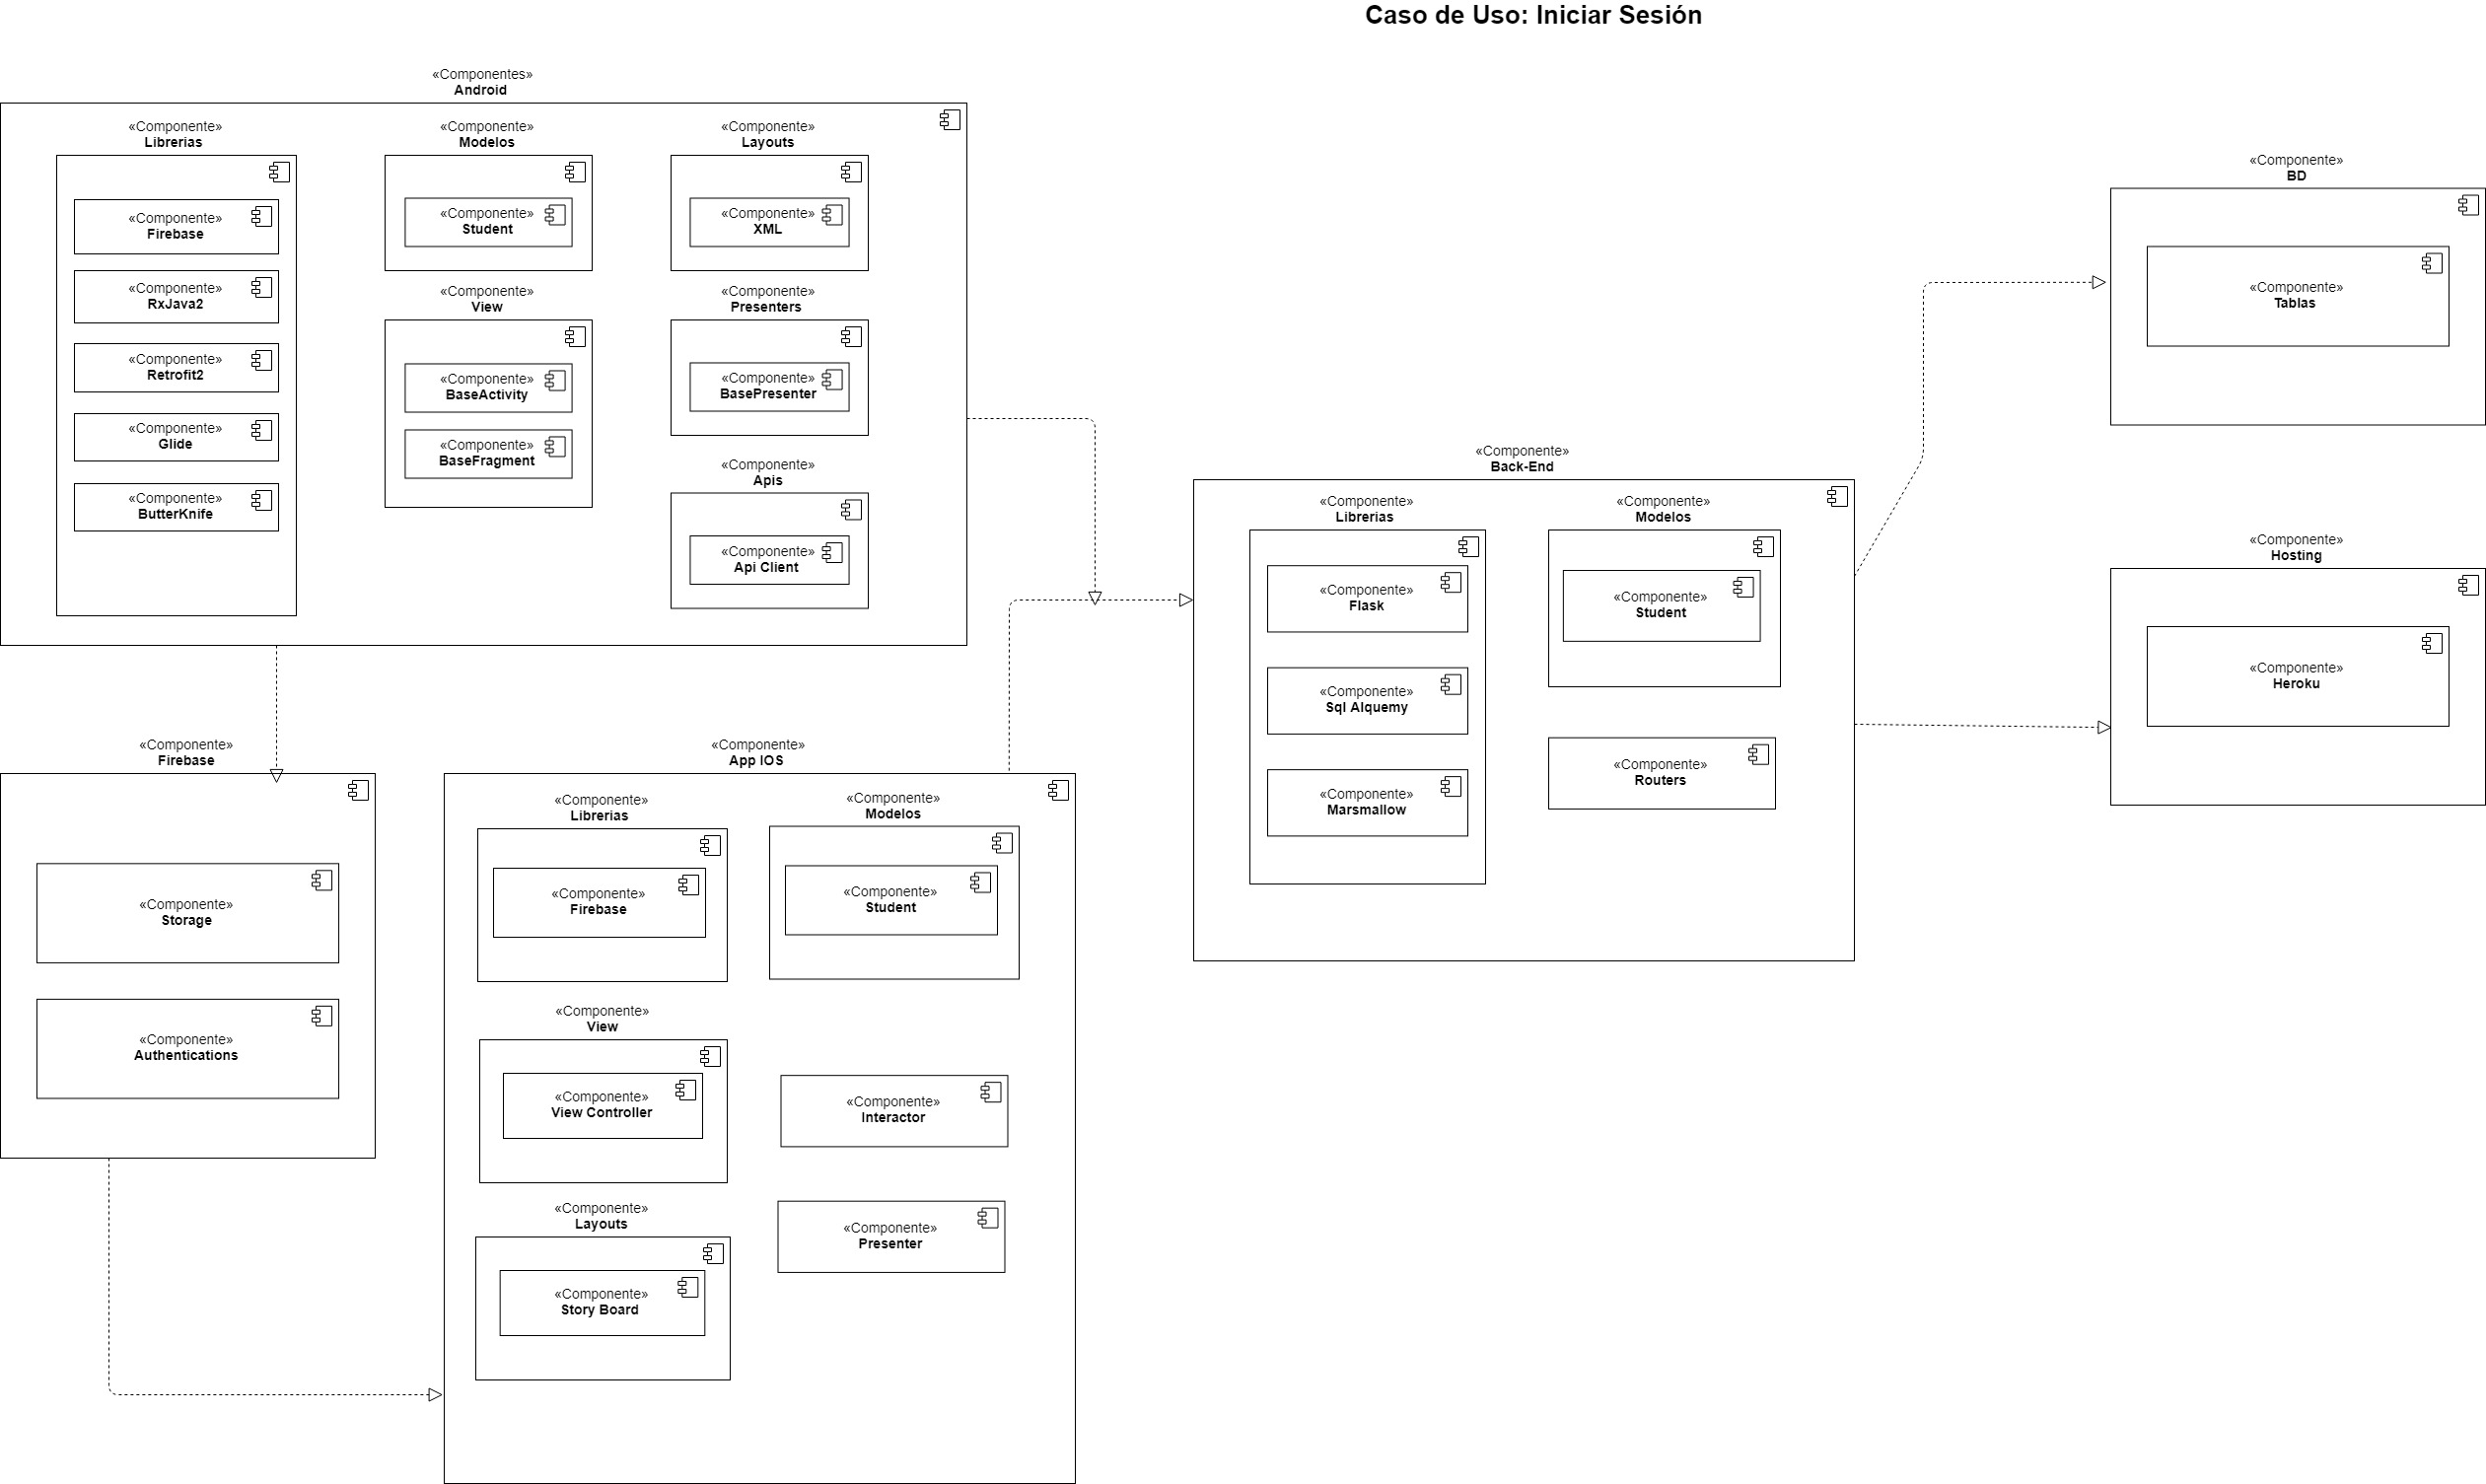 Caso de Uso: Iniciar Sesión
«Componentes»
Android
«Componente»
Librerias
«Componente»
Firebase
«Componente»
RxJava2
«Componente»
Retrofit2
«Componente»
Glide
«Componente»
ButterKnife
«Componente»
Modelos
«Componente»
Student
«Componente»
View
«Componente»
BaseActivity
«Componente»
BaseFragment
«Componente»
Layouts
«Componente»
XML
«Componente»
Presenters
«Componente»
BasePresenter
«Componente»
Apis
«Componente»
Api Client
«Componente»
Firebase
«Componente»
Storage
«Componente»
Authentications
«Componente»
App IOS
«Componente»
Librerias
«Componente»
Firebase
«Componente»
View
«Componente»
View Controller
«Componente»
Layouts
«Componente»
Story Board
«Componente»
Modelos
«Componente»
Student
«Componente»
Interactor
«Componente»
Presenter
«Componente»
Back-End
«Componente»
Librerias
«Componente»
Flask
«Componente»
Sql Alquemy
«Componente»
Marsmallow
«Componente»
Modelos
«Componente»
Student
«Componente»
Routers
«Componente»
BD
«Componente»
Tablas
«Componente»
Hosting
«Componente»
Heroku